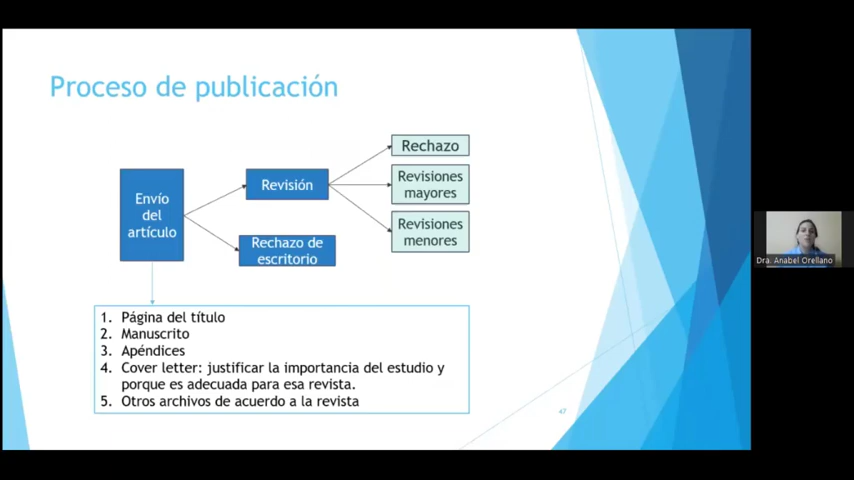 Proceso de publicación
Envío
del
artículo
Revisión
Rechazo de
escritorio
Rechazo
Revisiones
mayores
Revisiones
menores
1. Página del título
2. Manuscrito
3. Apéndices
4. Cover letter: justificar la importancia del estudio y
porque es adecuada para esa revista.
5. Otros archivos de acuerdo a la revista
47
Dra. Anabel Orellano